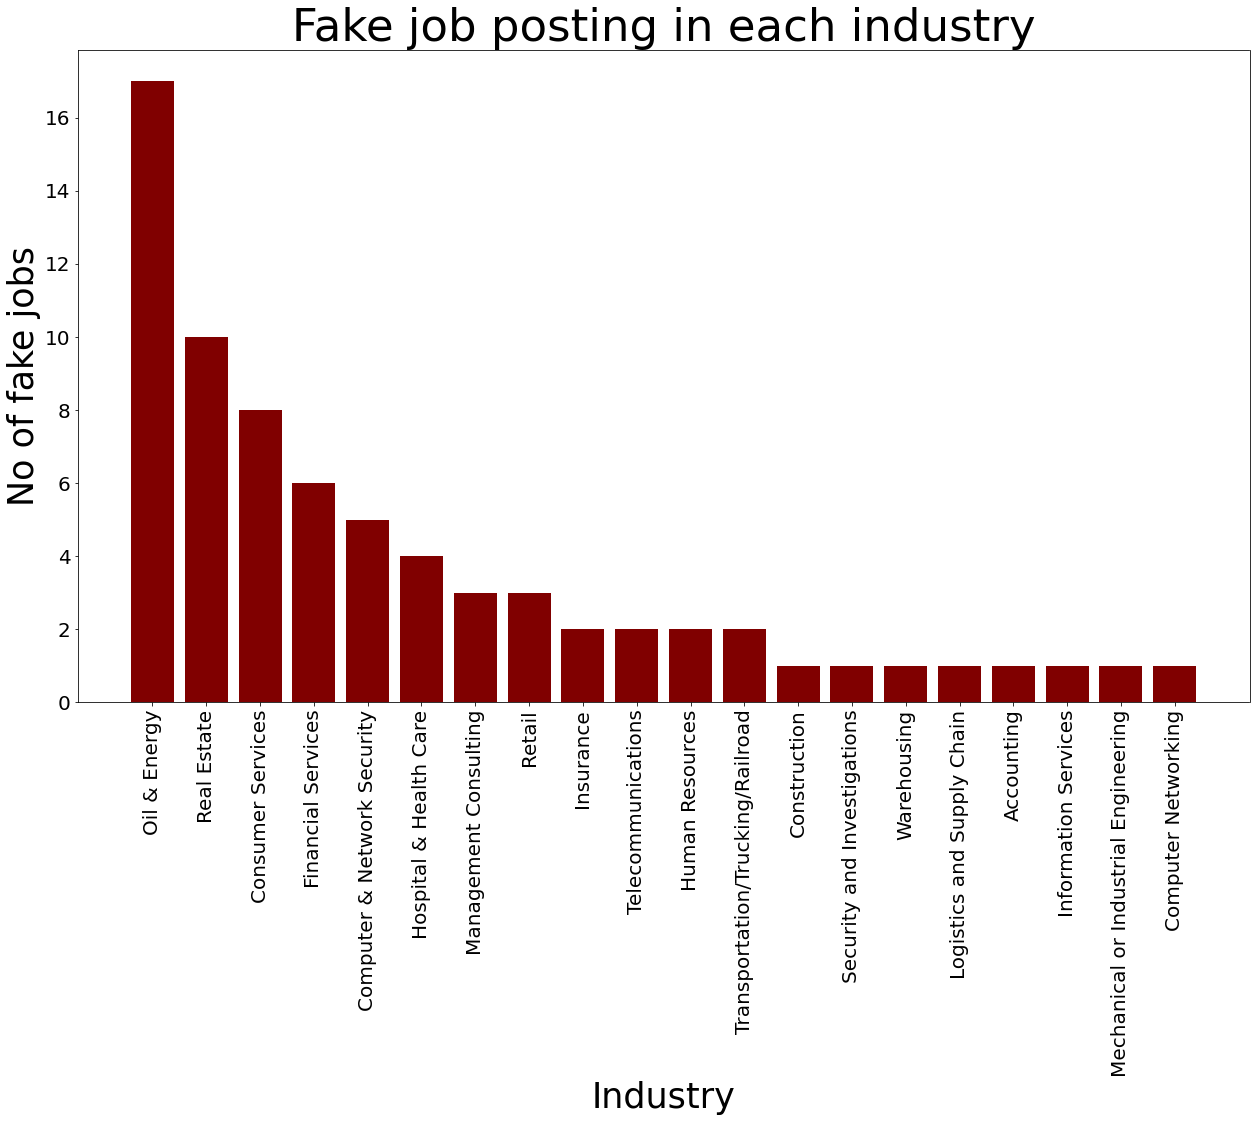 Fake job posting in each industry
No of fake jobs
16
14
12
10
8
6
4
2
0
Oil & Energy
Real Estate
Consumer Services
Financial Services
Computer & Network Security
Hospital & Health Care
Management Consulting
Retail
Insurance
Telecommunications
Human Resources
Transportation/Trucking/Railroad
Construction
Security and Investigations
Warehousing
Logistics and Supply Chain
Accounting
Information Services
Mechanical or Industrial Engineering
Computer Networking
Industry